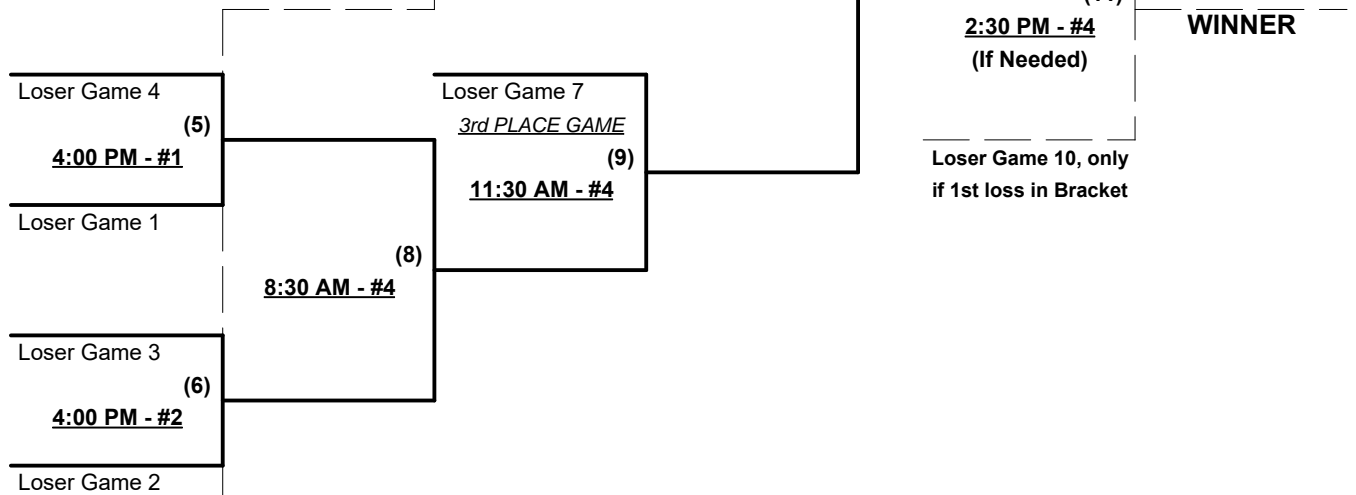 2:30 PM - #4
WINNER
(If Needed)
Loser Game 4
(5)
4:00 PM - #1
Loser Game 1
Loser Game 7
3rd PLACE GAME
(9)
11:30 AM - #4
Loser Game 10, only
if 1st loss in Bracket
(8)
8:30 AM - #4
Loser Game 3
(6)
4:00 PM - #2
Loser Game 2